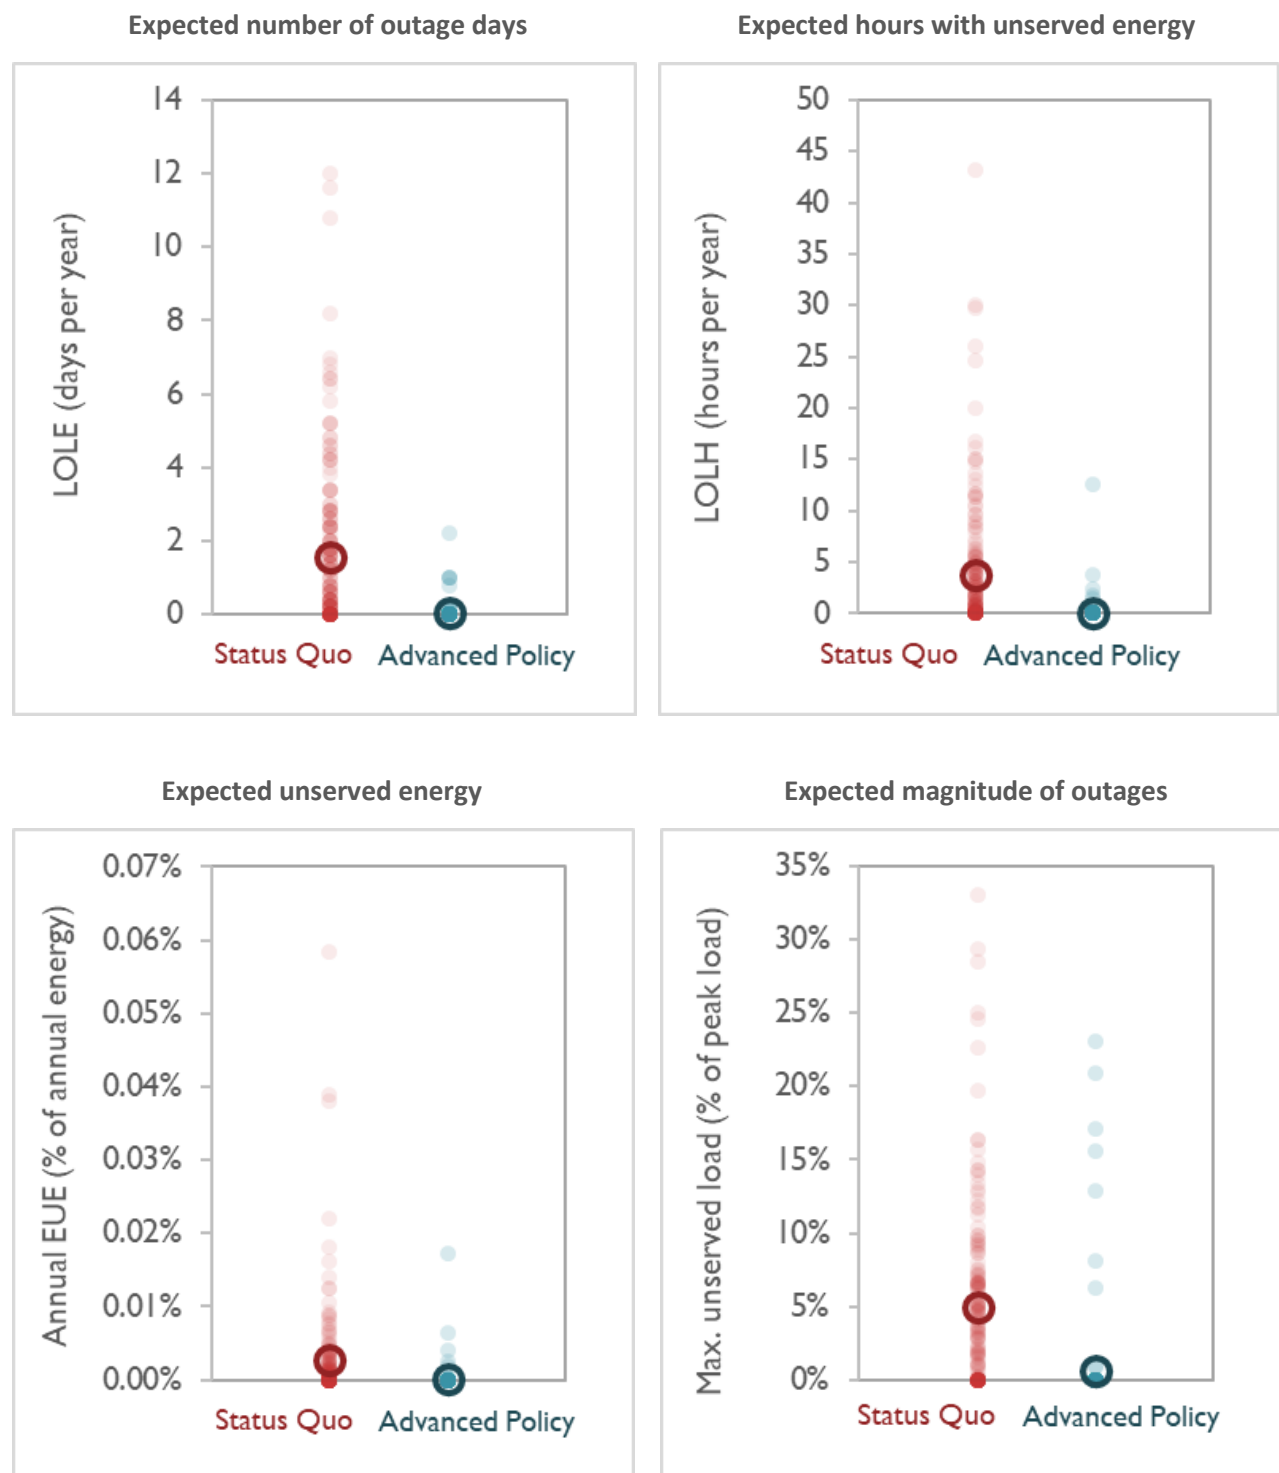 Expected number of outage days
LOLE (days per year)
14
12
10
8
6
4
2
0
Status Quo Advanced Policy
Expected hours with unserved energy
LOLH (hours per year)
50
45
40
35
30
25
20
15
10
5
0
Status Quo Advanced Policy
Expected unserved energy
Annual EUE (% of annual energy)
0.07%
0.06%
0.05%
0.04%
0.03%
0.02%
0.01%
0.00%
Status Quo Advanced Policy
Expected magnitude of outages
Max. unserved load (% of peak load)
35%
30%
25%
20%
15%
10%
5%
0%
Status Quo Advanced Policy